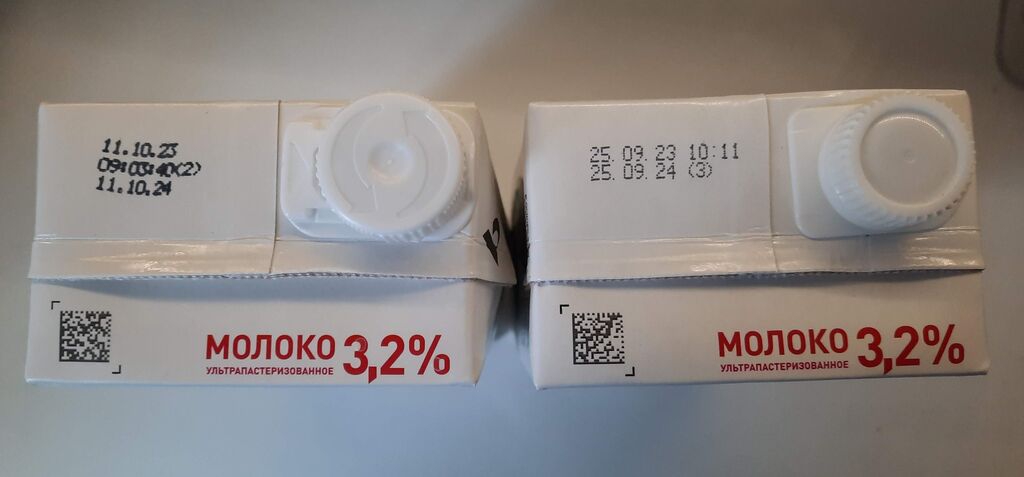 11.10.23
09:03:40(2)
11.10.24
МОЛОКО 3,2%
УЛЬТРАПАСТЕРИЗОВАННОЕ
25.09.23 10:11
25.09.24 (3)
МОЛОКО 3,2%
УЛЬТРАПАСТЕРИЗОВАННОЕ